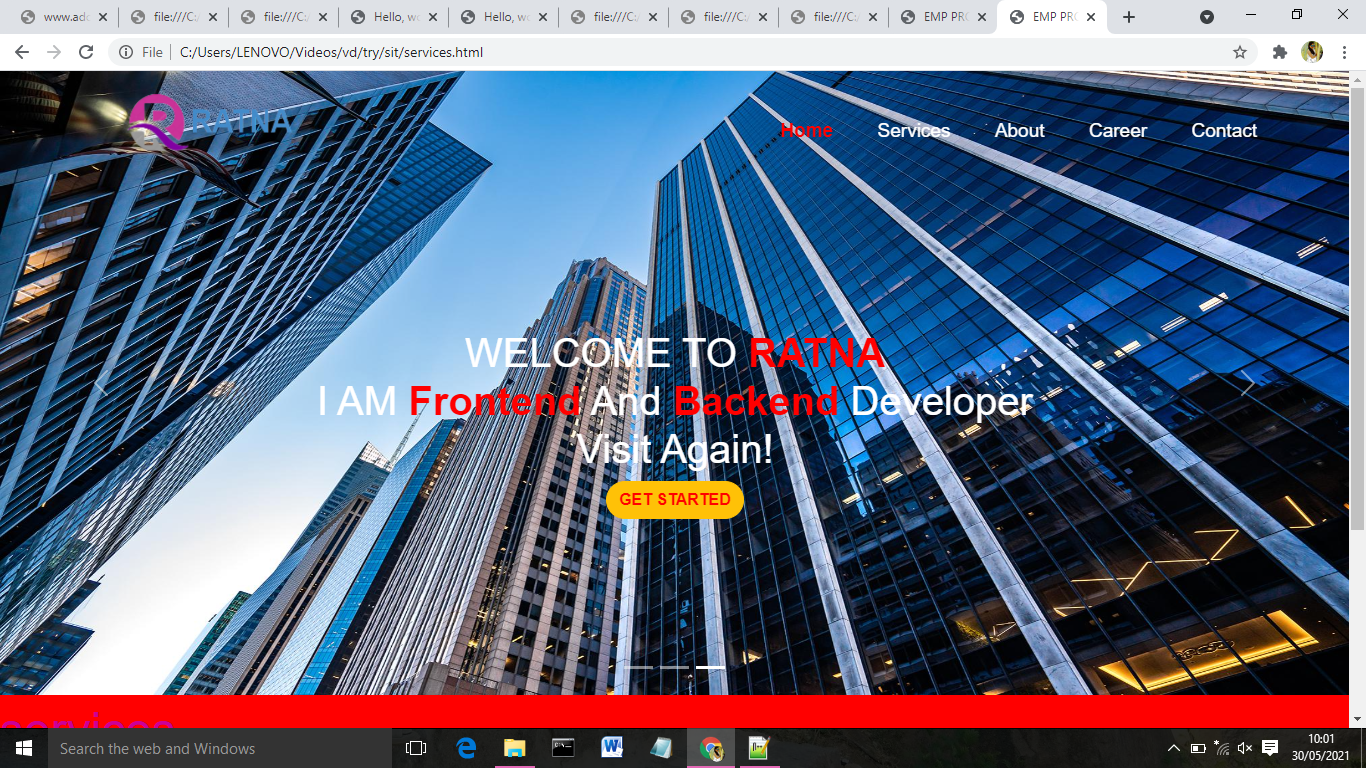 www.adc
file:///C:/
file:///C:/
Hello, wo
Hello, wo
file:///C:/
file:///C:/
file:///C:/
EMP PRO
EMP PRO
File
C:/Users/LENOVO/Videos/vd/try/sit/services.html
RATNA
Home Services About Career Contact
WELCOME TO RATNA
I AM Frontend And Backend Developer
Visit Again!
GET STARTED
services
Search the web and Windows
10:01
30/05/2021